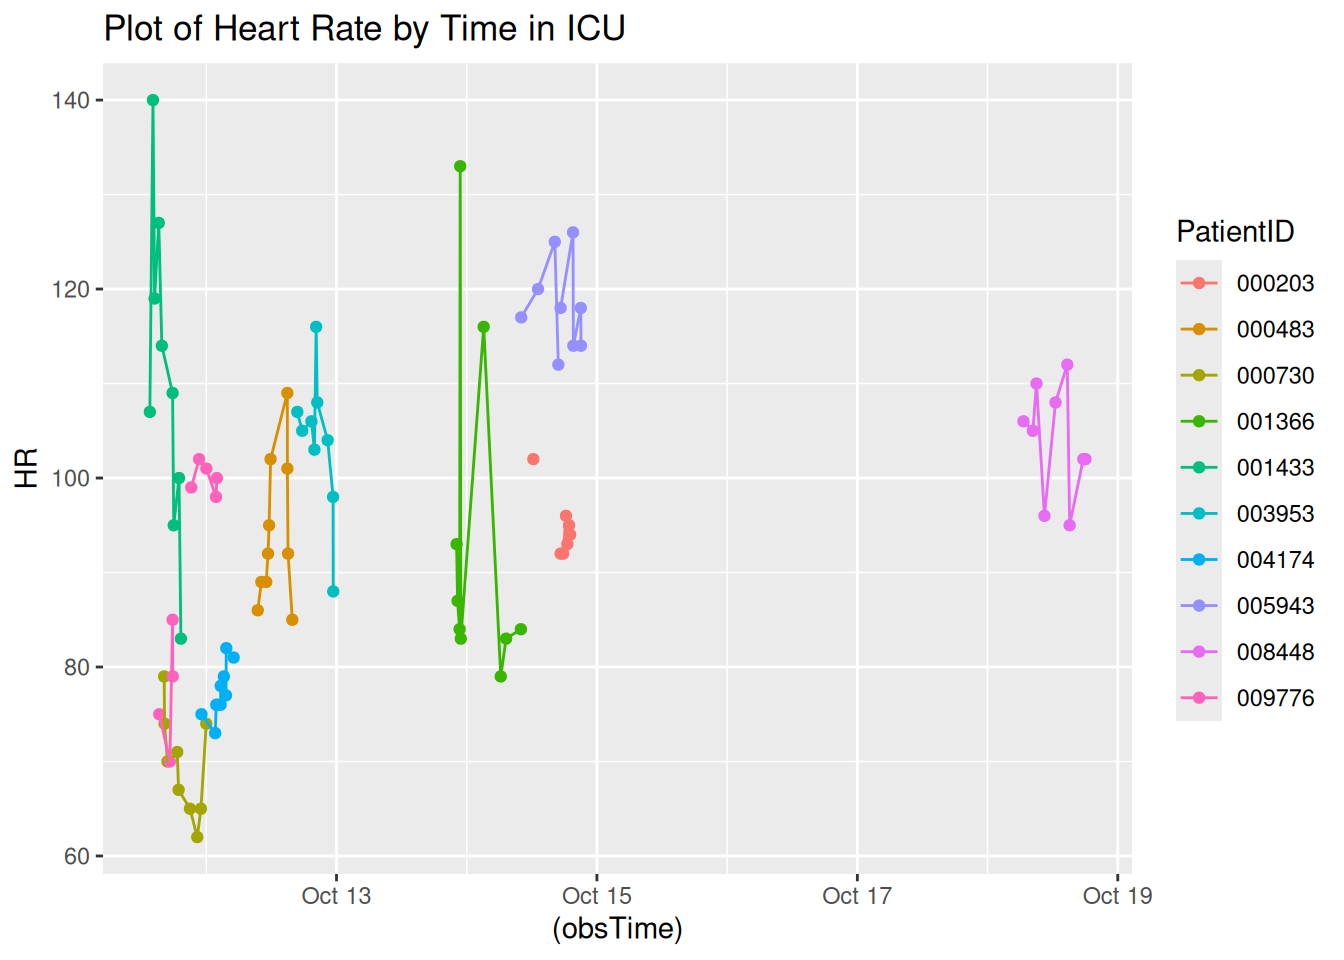 Plot of Heart Rate by Time in ICU
140
120
100
80
60
HR
Oct 13
Oct 15
Oct 17
Oct 19
(obsTime)
PatientID
000203
000483
000730
001366
001433
003953
004174
005943
008448
009776